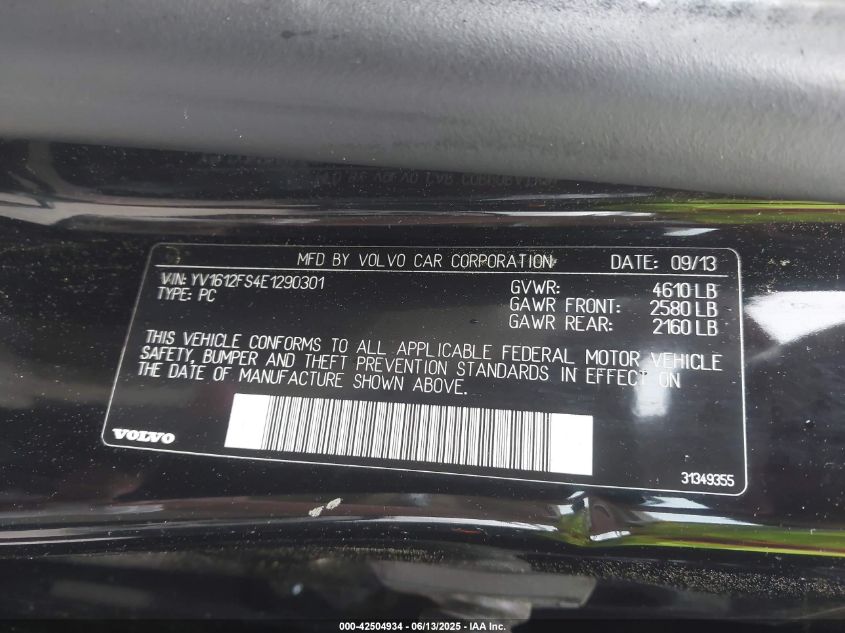 MFD BY VOLVO CAR CORPORATION DATE: 09/13
VIN: YV1612FS4E1290301
TYPE: PC
GVWR: 4610 LB
GAWR FRONT: 2580 LB
GAWR REAR: 2160 LB
THIS VEHICLE CONFORMS TO ALL APPLICABLE FEDERAL MOTOR VEHICLE
SAFETY, BUMPER AND THEFT PREVENTION STANDARDS IN EFFECT ON
THE DATE OF MANUFACTURE SHOWN ABOVE.
VOLVO
31349355
000-42504934 - 06/13/2025 - IAA Inc.